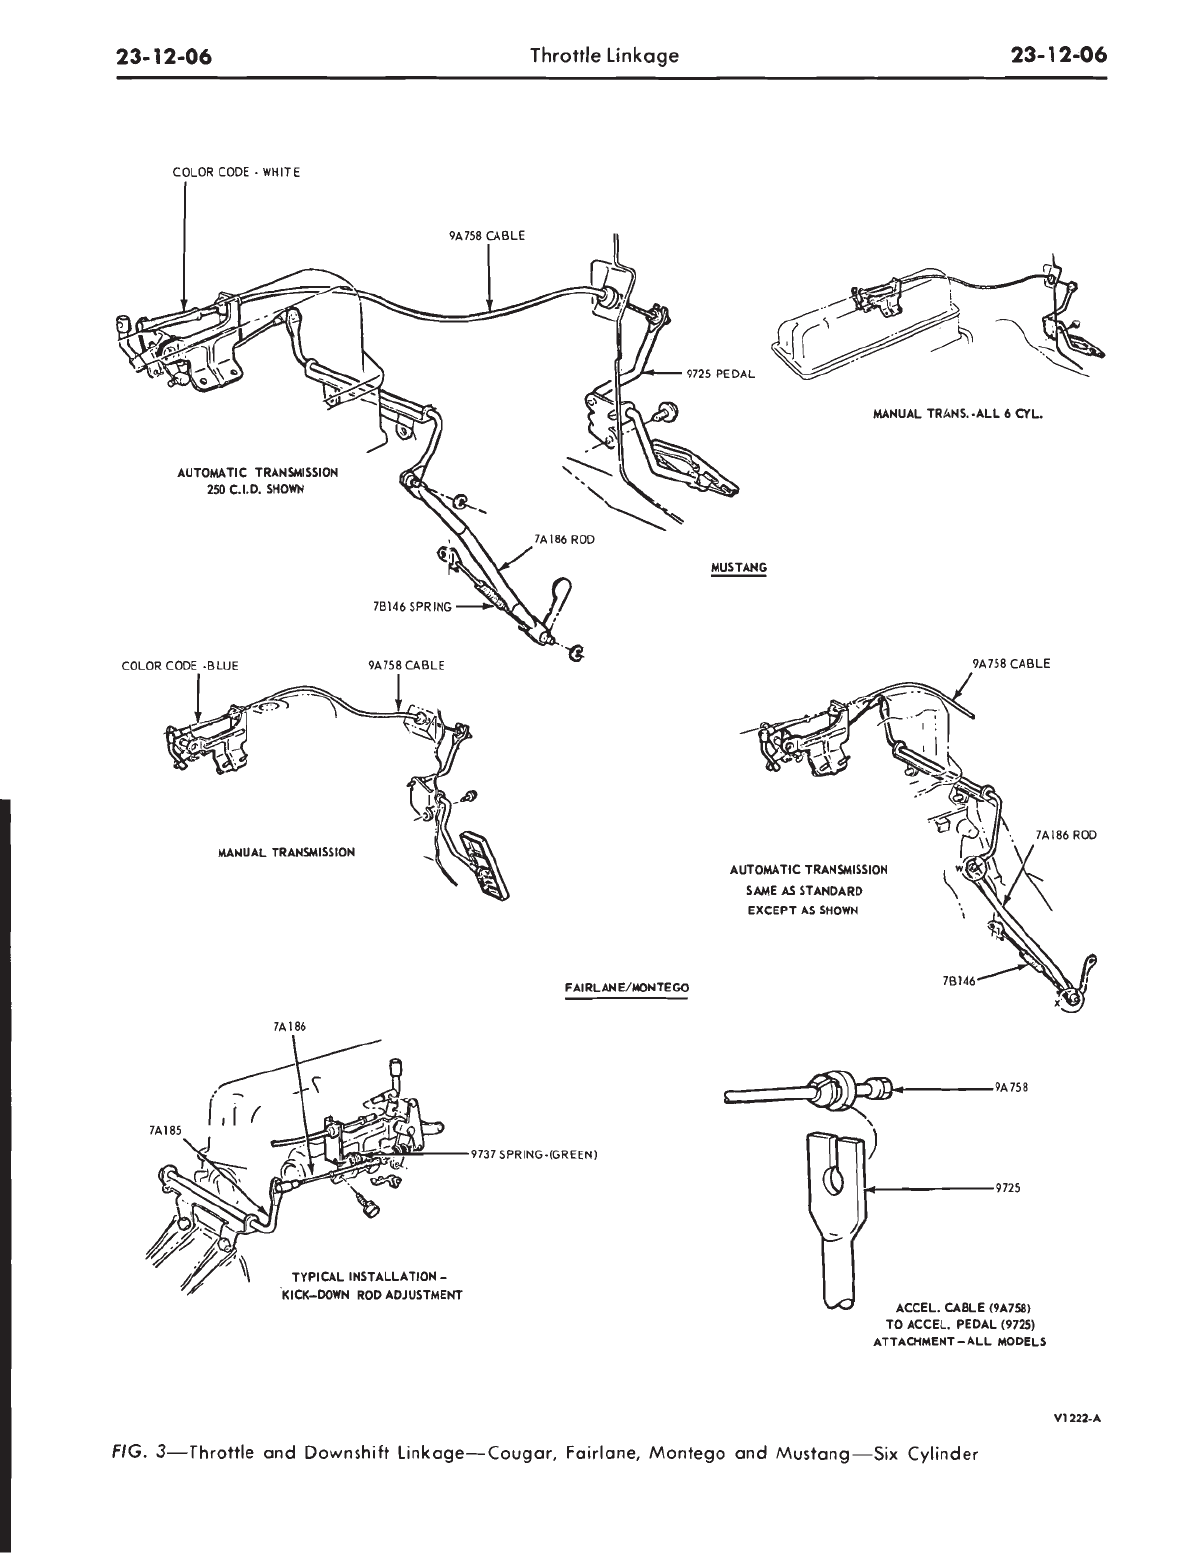 23-12-06 Throttle Linkage 23-12-06
COLOR CODE - WHITE
9A758 CABLE
9725 PEDAL
MANUAL TRANS.-ALL 6 CYL.
AUTOMATIC TRANSMISSION
250 C.I.D. SHOWN
7A186 ROD
MUSTANG
7B146 SPRING
COLOR CODE -BLUE
9A758 CABLE
9A758 CABLE
7A186 ROD
MANUAL TRANSMISSION
W
AUTOMATIC TRANSMISSION
SAME AS STANDARD
EXCEPT AS SHOWN
7B146
X
FAIRLANE/MONTEGO
7A186
9A758
7A185
9737 SPRING-(GREEN)
9725
TYPICAL INSTALLATION -
KICK-DOWN ROD ADJUSTMENT
ACCEL. CABLE (9A758)
TO ACCEL. PEDAL (9725)
ATTACHMENT-ALL MODELS
V1222-A
FIG. 3—Throttle and Downshift Linkage—Cougar, Fairlane, Montego and Mustang—Six Cylinder